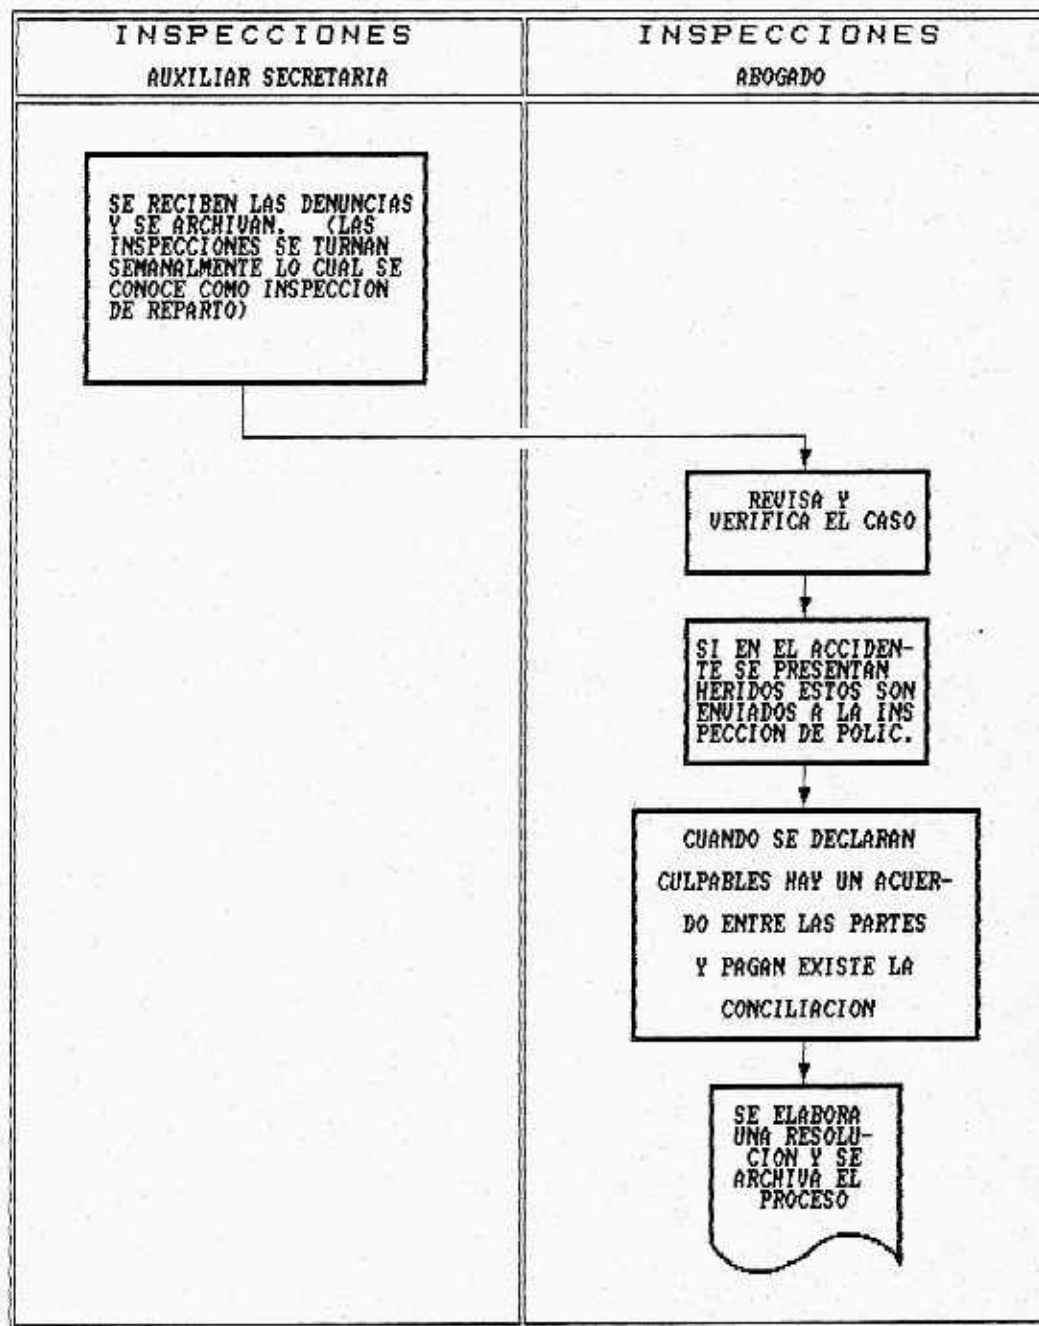 INSPECCIONES
AUXILIAR SECRETARIA
INSPECCIONES
ABOGADO
SE RECIBEN LAS DENUNCIAS
Y SE ARCHIVAN. (LAS
INSPECCIONES SE TURNAN
SEMANALMENTE LO CUAL SE
CONOCE COMO INSPECCION
DE REPARTO)
REVISA Y
VERIFICA EL CASO
SI EN EL ACCIDEN-
TE SE PRESENTAN
HERIDOS ESTOS SON
ENVIADOS A LA INS
PECCION DE POLIC.
CUANDO SE DECLARAN
CULPABLES HAY UN ACUER-
DO ENTRE LAS PARTES
Y PAGAN EXISTE LA
CONCILIACION
SE ELABORA
UNA RESOLU-
CION Y SE
ARCHIVA EL
PROCESO